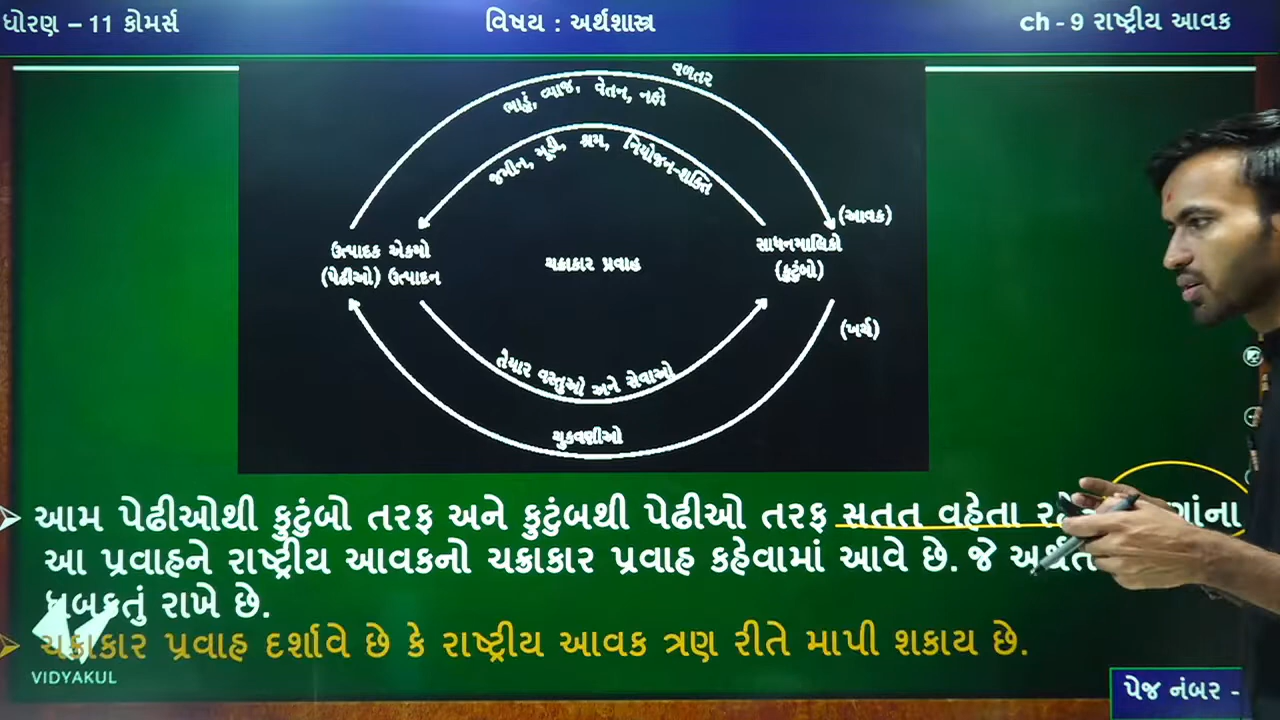 ધોરણ – 11 કોમર્સ
વિષય : અર્થશાસ્ત્ર
ch - 9 રાષ્ટ્રીય આવક
વળતર
ભાડું, વ્યાજ, વેતન, નફો
જમીન, મૂડી, શ્રમ, નિયોજન-શક્તિ
(આવક)
ઉત્પાદક એકમો
(પેઢીઓ) ઉત્પાદન
ચક્રાકાર પ્રવાહ
સાધનમાલિકો
(કુટુંબો)
(ખર્ચ)
તૈયાર વસ્તુઓ અને સેવાઓ
ચુકવણીઓ
આમ પેઢીઓથી કુટુંબો તરફ અને કુટુંબથી પેઢીઓ તરફ સતત વહેતા
આ પ્રવાહને રાષ્ટ્રીય આવકનો ચક્રાકાર પ્રવાહ કહેવામાં આવે છે. જે
રાખે છે.
ચક્રાકાર પ્રવાહ દર્શાવે છે કે રાષ્ટ્રીય આવક ત્રણ રીતે માપી શકાય છે.
VIDYAKUL
પેજ નંબર -